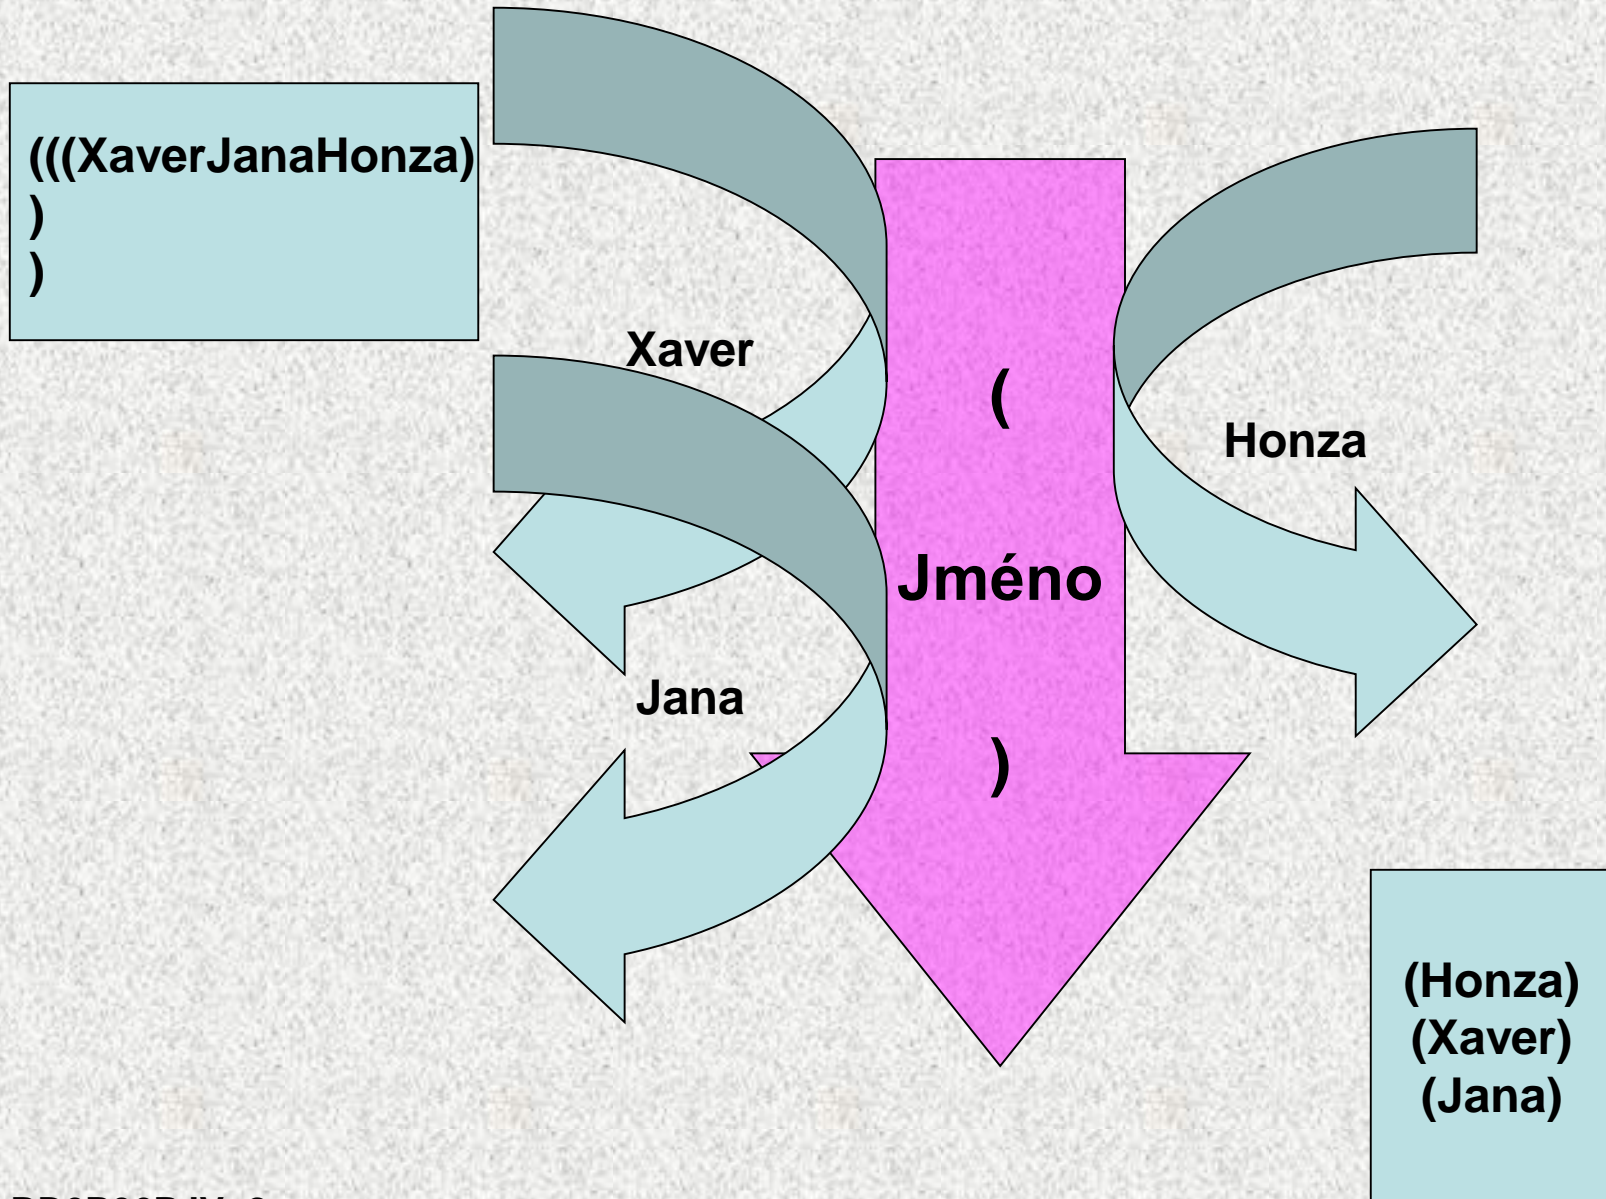 (((XaverJanaHonza)
)
)
Xaver
(
Honza
Jméno
Jana
)
(Honza)
(Xaver)
(Jana)